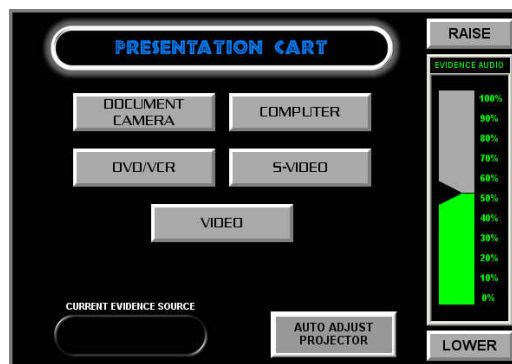 PRESENTATION CART
RAISE
EVIDENCE AUDIO
DOCUMENT
CAMERA
COMPUTER
DVD/VCR
S-VIDEO
VIDEO
100%
90%
80%
70%
60%
50%
40%
30%
20%
10%
0%
CURRENT EVIDENCE SOURCE
AUTO ADJUST
PROJECTOR
LOWER